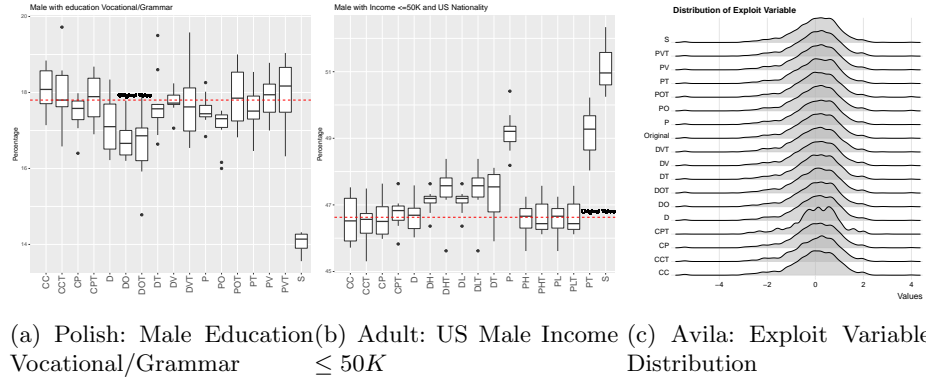 Male with education Vocational/Grammar
20
18
16
14
Percentage
Original Value
CC
CCT
CP
CPT
D
DO
DOT
DT
DV
DVT
P
PO
POT
PT
PV
PVT
S
Male with Income <=50K and US Nationality
51
49
47
45
Percentage
Original Value
CC
CCT
CP
CPT
D
DH
DHT
DL
DLT
DT
P
PH
PHT
PL
PLT
PT
S
Distribution of Exploit Variable
S
PVT
PV
PT
POT
PO
P
Original
DVT
DV
DT
DOT
DO
D
CPT
CP
CCT
CC
−4
−2
0
2
4
Values
(a) Polish: Male Education
Vocational/Grammar
(b) Adult: US Male Income
≤ 50K
(c) Avila: Exploit Variable
Distribution